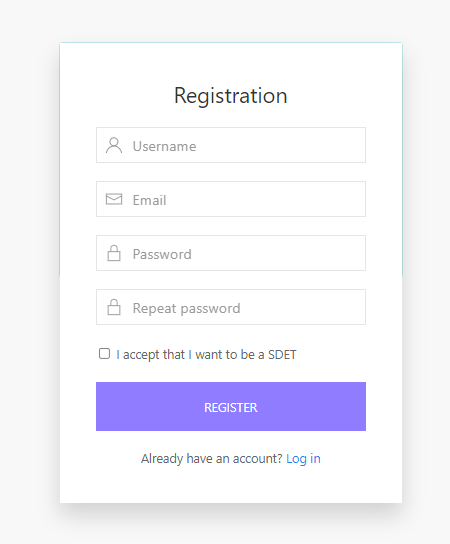 Registration
Username
Email
Password
Repeat password
I accept that I want to be a SDET
REGISTER
Already have an account? Log in